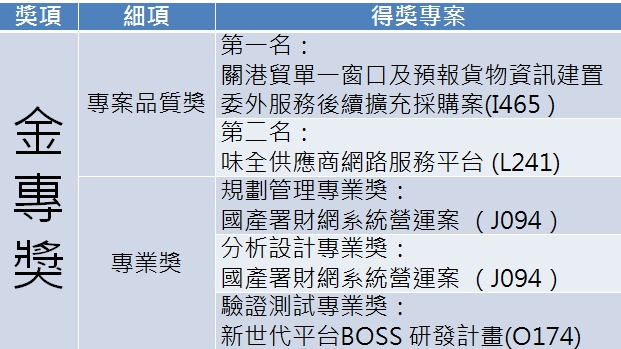 獎項 細項 得獎專案
金專獎
專案品質獎
第一名：
關港貿單一窗口及預報貨物資訊建置
委外服務後續擴充採購案(I465 )
第二名：
味全供應商網路服務平台 (L241)
專業獎
規劃管理專業獎：
國產署財網系統營運案 （J094 )
分析設計專業獎：
國產署財網系統營運案 （J094 )
驗證測試專業獎：
新世代平台BOSS 研發計畫(O174)